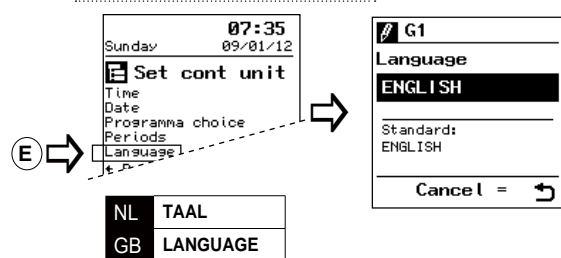 07:35
Sunday 09/01/12
Set cont unit
Time
Date
Programma choice
Periods
Language
E
G1
Language
ENGLISH
Standard:
ENGLISH
Cancel =
NL TAAL
GB LANGUAGE